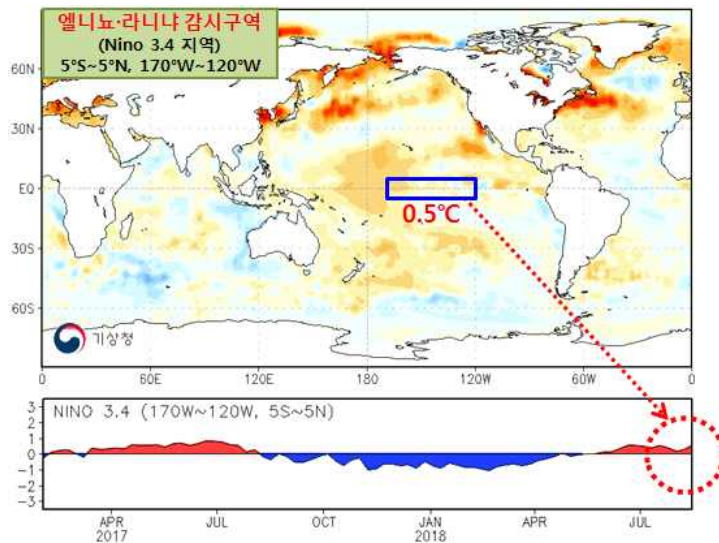 엘니뇨·라니냐 감시구역
(Nino 3.4 지역)
5°S~5°N, 170°W~120°W
60N
30N
EQ
0.5℃
30S
60S
기상청
0 60E 120E 180 120W 60W 0
NINO 3.4 (170W~120W, 5S~5N)
3
2
1
0
-1
-2
-3
APR JUL OCT JAN APR JUL
2017 2018